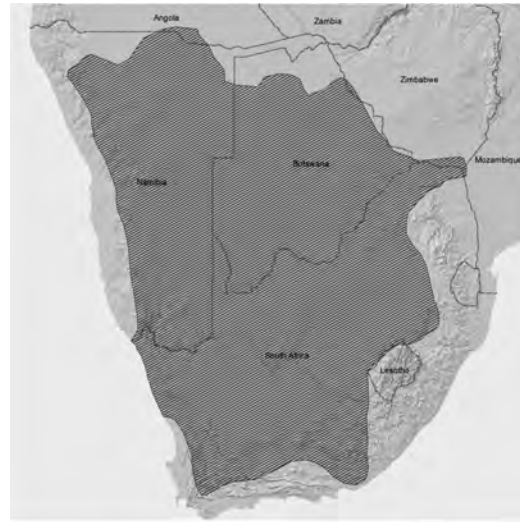 Angola
Zambia
Zimbabwe
Mozambique
Botswana
Namibia
South Africa
Lesotho